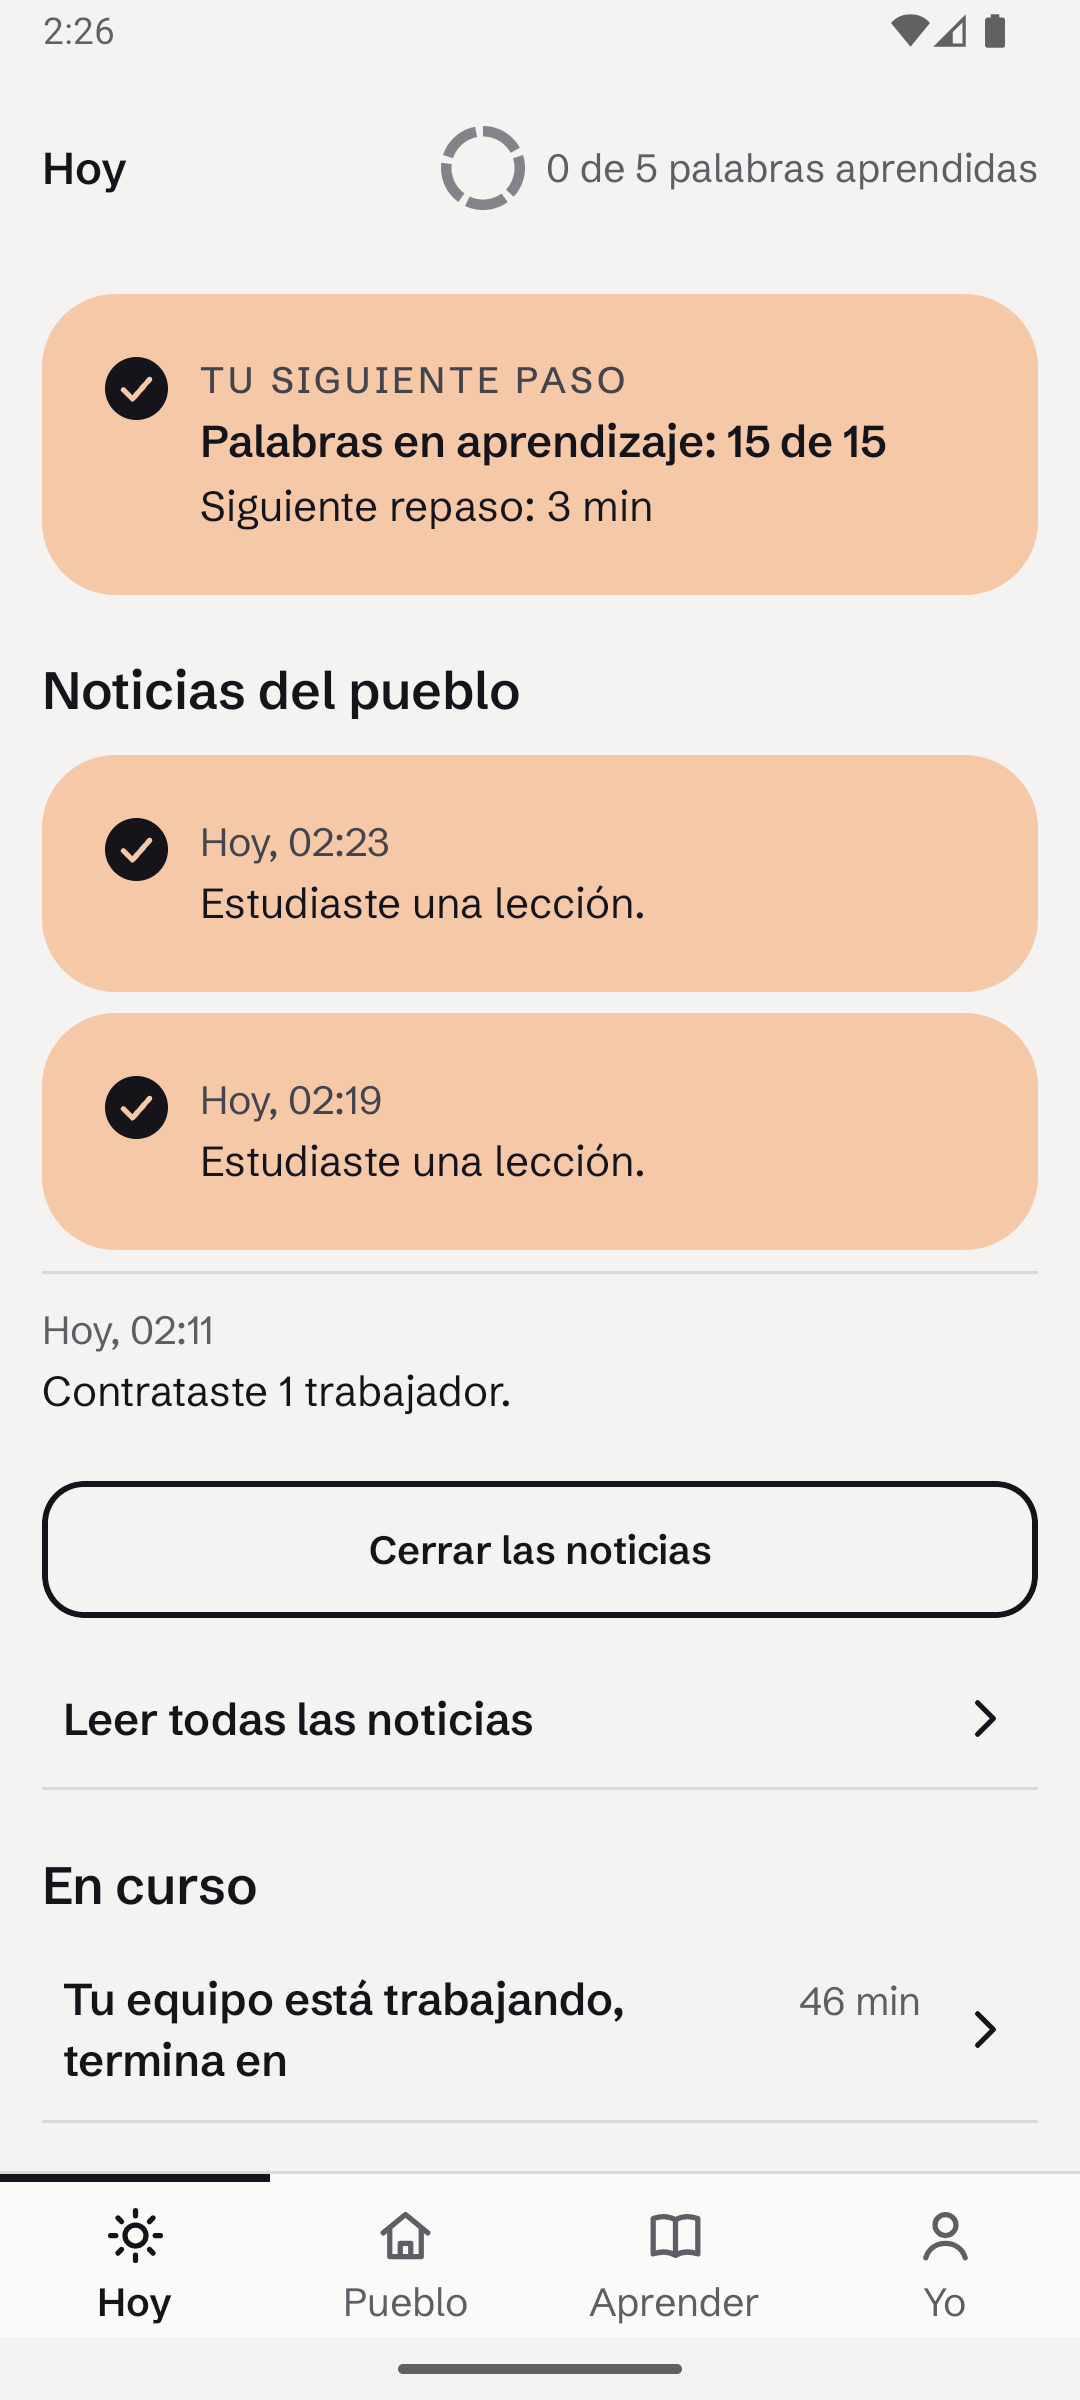 2:26
Hoy
0 de 5 palabras aprendidas
TU SIGUIENTE PASO
Palabras en aprendizaje: 15 de 15
Siguiente repaso: 3 min
Noticias del pueblo
Hoy, 02:23
Estudiaste una lección.
Hoy, 02:19
Estudiaste una lección.
Hoy, 02:11
Contrataste 1 trabajador.
Cerrar las noticias
Leer todas las noticias
En curso
Tu equipo está trabajando,
termina en
46 min
Hoy
Pueblo
Aprender
Yo